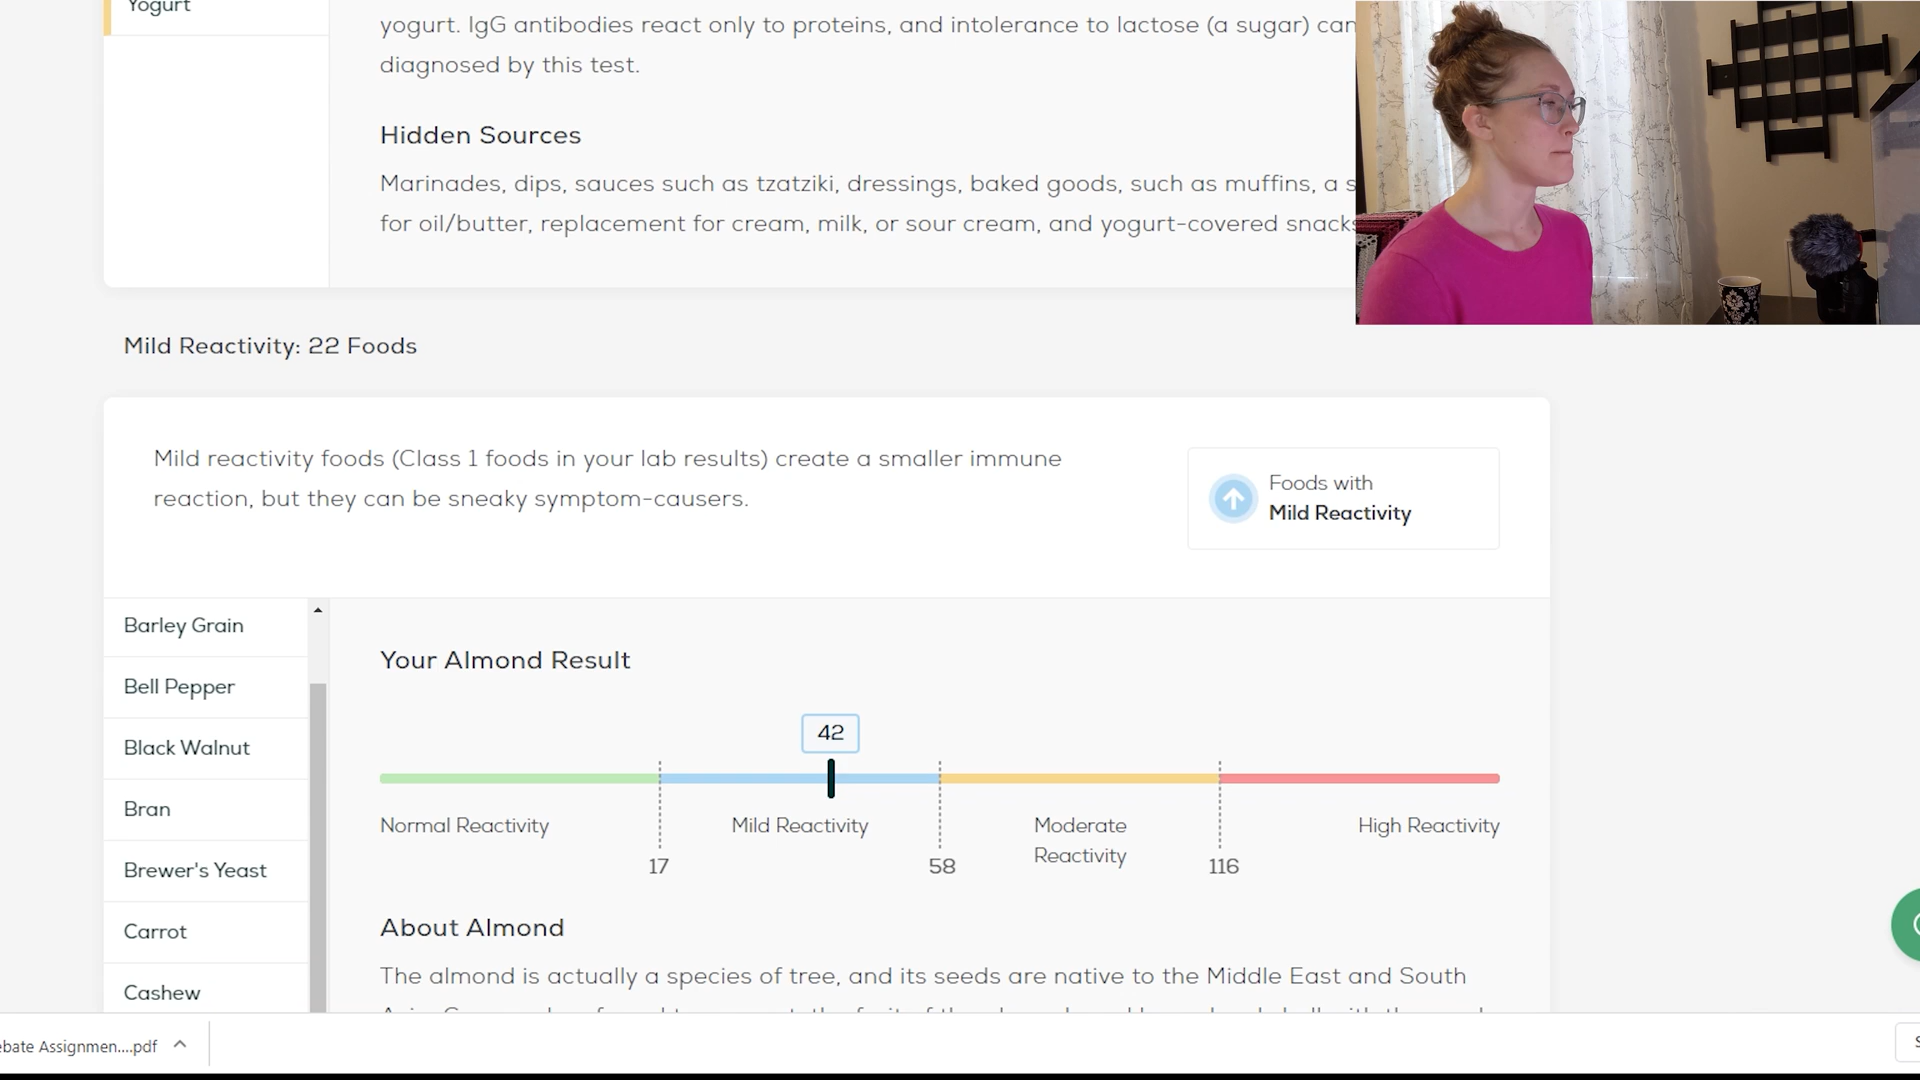 Yogurt
yogurt. IgG antibodies react only to proteins, and intolerance to lactose (a sugar) can
diagnosed by this test.
Hidden Sources
Marinades, dips, sauces such as tzatziki, dressings, baked goods, such as muffins, a s
for oil/butter, replacement for cream, milk, or sour cream, and yogurt-covered snacks
Mild Reactivity: 22 Foods
Mild reactivity foods (Class 1 foods in your lab results) create a smaller immune
reaction, but they can be sneaky symptom-causers.
Foods with
Mild Reactivity
Barley Grain
Bell Pepper
Black Walnut
Bran
Brewer's Yeast
Carrot
Cashew
Your Almond Result
42
Normal Reactivity
Mild Reactivity
Moderate
Reactivity
High Reactivity
17
58
116
About Almond
The almond is actually a species of tree, and its seeds are native to the Middle East and South
ebate Assignmen....pdf